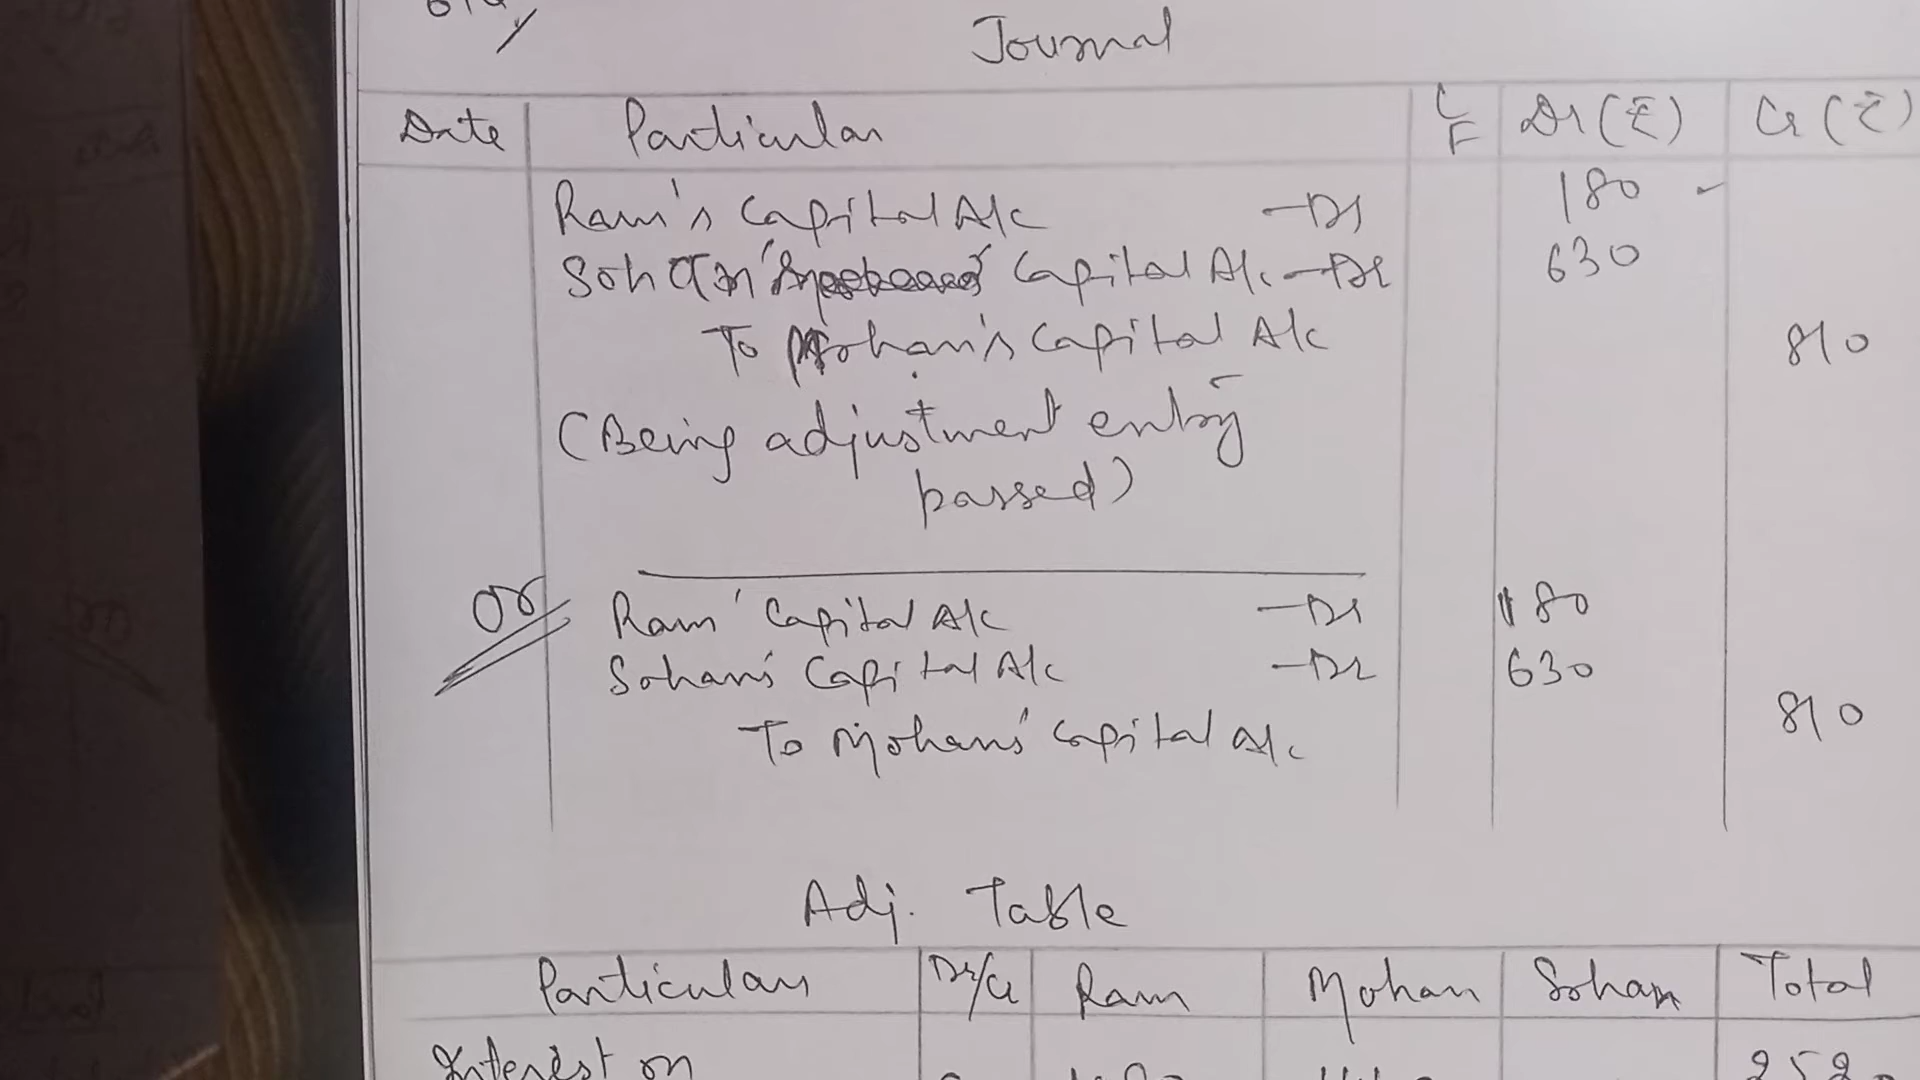 Journal
Date Particular L F Dr (₹) Cr (₹)
Ram's Capital A/c —Dr 180
Sohan' Capital A/c —Dr 630
To Mohan's Capital A/c 810
(Being adjustment entry
passed)
Or Ram' Capital A/c —Dr 180
Sohan's Capital A/c —Dr 630
To Mohan's Capital A/c 810
Adj. Table
Particulars Dr/Cr Ram Mohan Sohan Total
Interest on 252